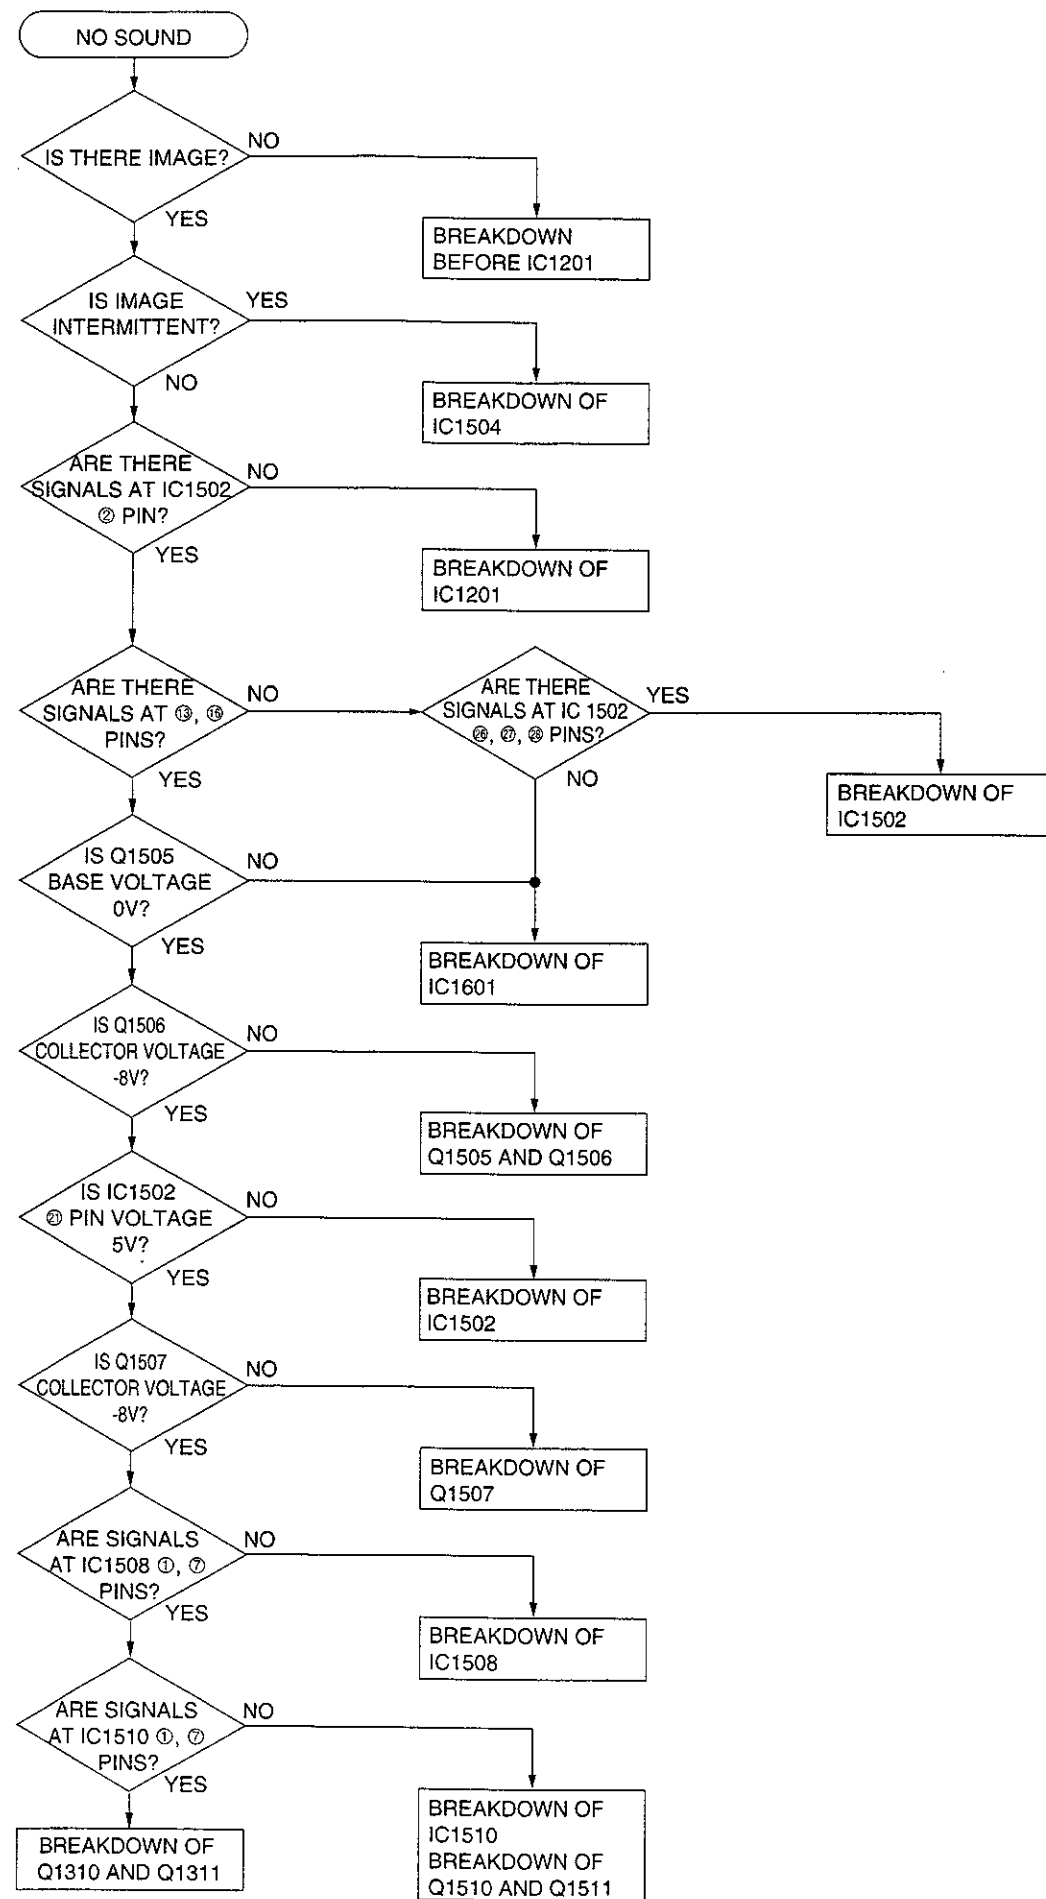 NO SOUND
IS THERE IMAGE?
NO
YES
BREAKDOWN
BEFORE IC1201
IS IMAGE
INTERMITTENT?
YES
NO
BREAKDOWN OF
IC1504
ARE THERE
SIGNALS AT IC1502
② PIN?
NO
YES
BREAKDOWN OF
IC1201
ARE THERE
SIGNALS AT ⑬, ⑯
PINS?
NO
YES
ARE THERE
SIGNALS AT IC 1502
㉖, ㉗, ㉘ PINS?
YES
NO
BREAKDOWN OF
IC1502
IS Q1505
BASE VOLTAGE
0V?
NO
YES
BREAKDOWN OF
IC1601
IS Q1506
COLLECTOR VOLTAGE
-8V?
NO
YES
BREAKDOWN OF
Q1505 AND Q1506
IS IC1502
㉑ PIN VOLTAGE
5V?
NO
YES
BREAKDOWN OF
IC1502
IS Q1507
COLLECTOR VOLTAGE
-8V?
NO
YES
BREAKDOWN OF
Q1507
ARE SIGNALS
AT IC1508 ①, ⑦
PINS?
NO
YES
BREAKDOWN OF
IC1508
ARE SIGNALS
AT IC1510 ①, ⑦
PINS?
NO
YES
BREAKDOWN OF
Q1310 AND Q1311
BREAKDOWN OF
IC1510
BREAKDOWN OF
Q1510 AND Q1511